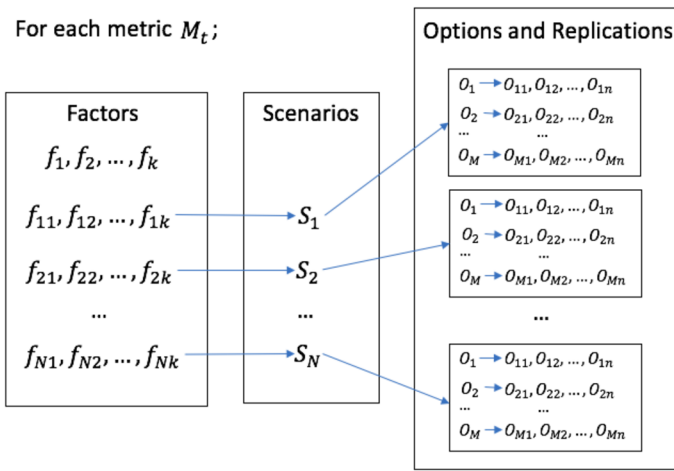 For each metric M_t;
Factors
f_1, f_2, ... , f_k
f_11, f_12, ... , f_1k
f_21, f_22, ... , f_2k
...
f_N1, f_N2, ... , f_Nk
Scenarios
S_1
S_2
...
S_N
Options and Replications
O_1 → O_11, O_12, ..., O_1n
O_2 → O_21, O_22, ..., O_2n
... ...
O_M → O_M1, O_M2, ... , O_Mn
O_1 → O_11, O_12, ..., O_1n
O_2 → O_21, O_22, ..., O_2n
... ...
O_M → O_M1, O_M2, ... , O_Mn
...
O_1 → O_11, O_12, ..., O_1n
O_2 → O_21, O_22, ..., O_2n
... ...
O_M → O_M1, O_M2, ..., O_Mn